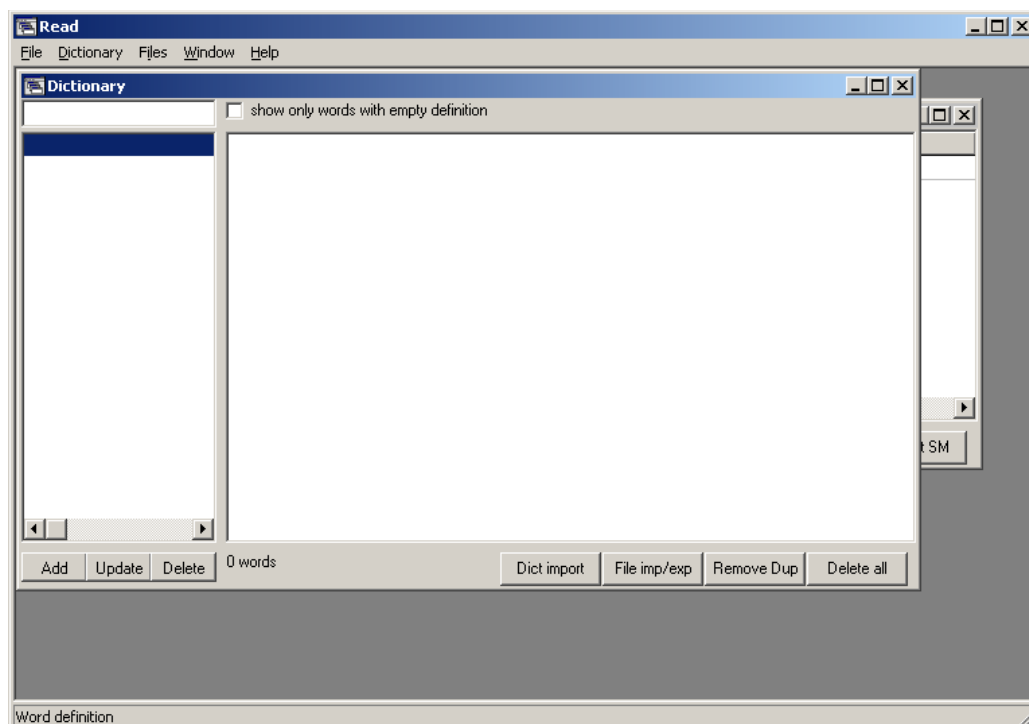 Read
File Dictionary Files Window Help
Dictionary
show only words with empty definition
t SM
Add Update Delete 0 words Dict import File imp/exp Remove Dup Delete all
Word definition